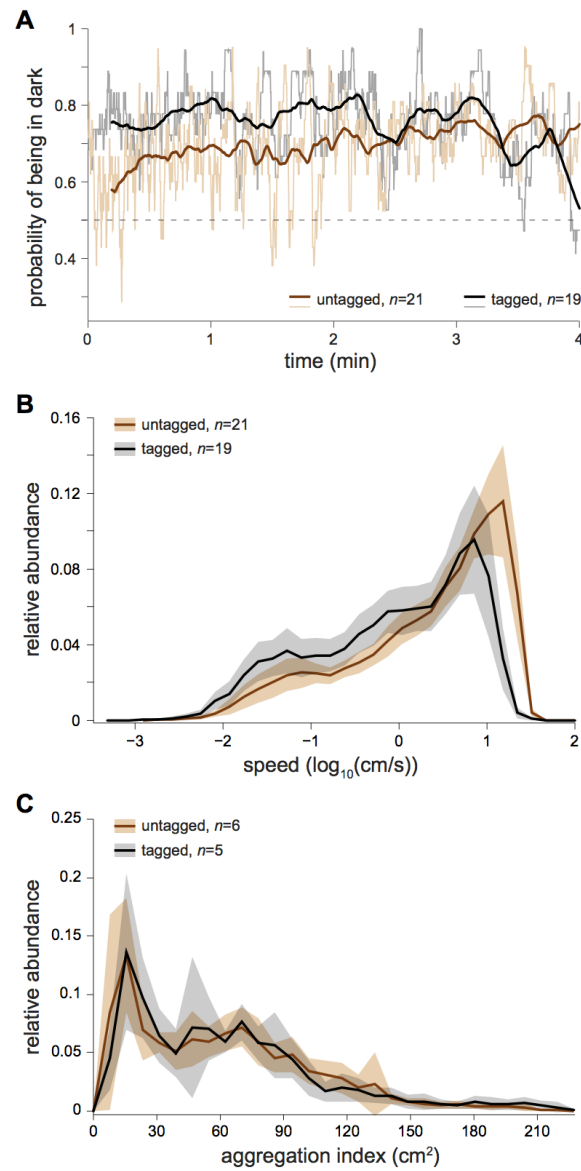 A
probability of being in dark
1
0.8
0.6
0.4
untagged, n=21
tagged, n=19
0
1
2
3
4
time (min)
B
relative abundance
0.16
0.12
0.08
0.04
0
untagged, n=21
tagged, n=19
−3
−2
−1
0
1
2
speed (log10(cm/s))
C
relative abundance
0.25
0.2
0.15
0.1
0.05
0
untagged, n=6
tagged, n=5
0
30
60
90
120
150
180
210
aggregation index (cm²)